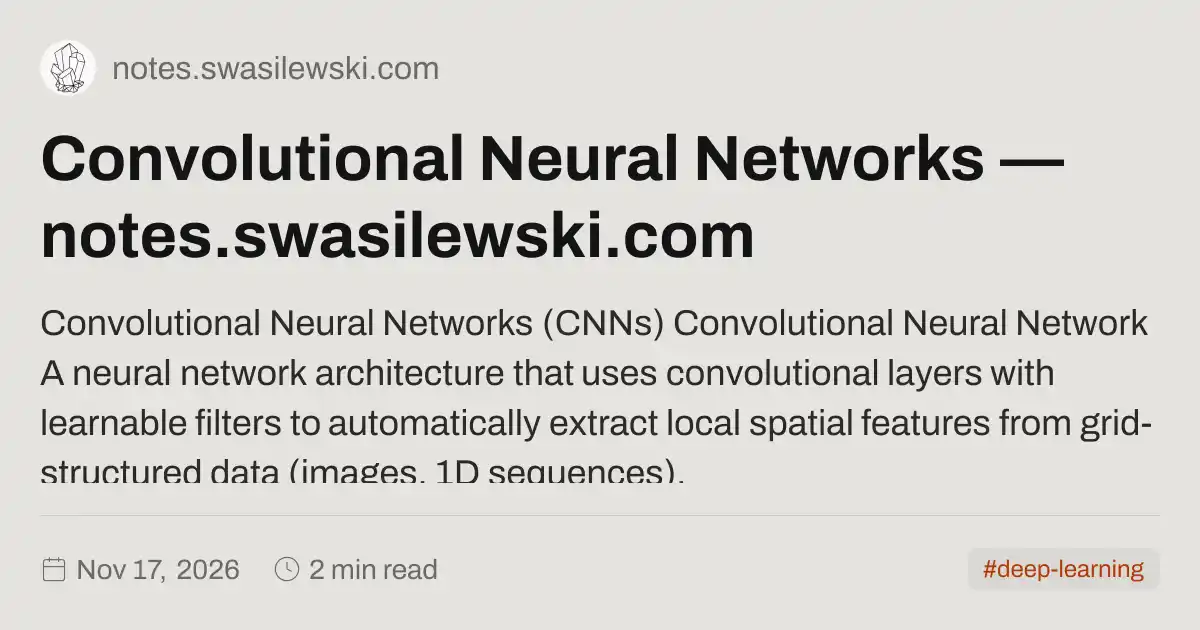 notes.swasilewski.com
Convolutional Neural Networks —
notes.swasilewski.com
Convolutional Neural Networks (CNNs) Convolutional Neural Network
A neural network architecture that uses convolutional layers with
learnable filters to automatically extract local spatial features from grid-
structured data (images, 1D sequences).
Nov 17, 2026
2 min read
#deep-learning